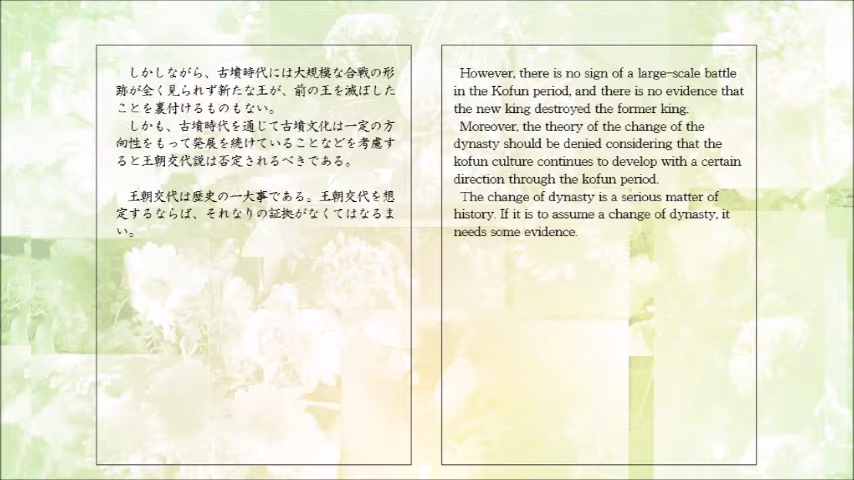 しかしながら、古墳時代には大規模な合戦の形
跡が全く見られず新たな王が、前の王を滅ぼした
ことを裏付けるものもない。
しかも、古墳時代を通じて古墳文化は一定の方
向性をもって発展を続けていることなどを考慮す
ると王朝交代説は否定されるべきである。
王朝交代は歴史の一大事である。王朝交代を想
定するならば、それなりの証拠がなくてはなるま
い。
However, there is no sign of a large-scale battle
in the Kofun period, and there is no evidence that
the new king destroyed the former king.
Moreover, the theory of the change of the
dynasty should be denied considering that the
kofun culture continues to develop with a certain
direction through the kofun period.
The change of dynasty is a serious matter of
history. If it is to assume a change of dynasty, it
needs some evidence.